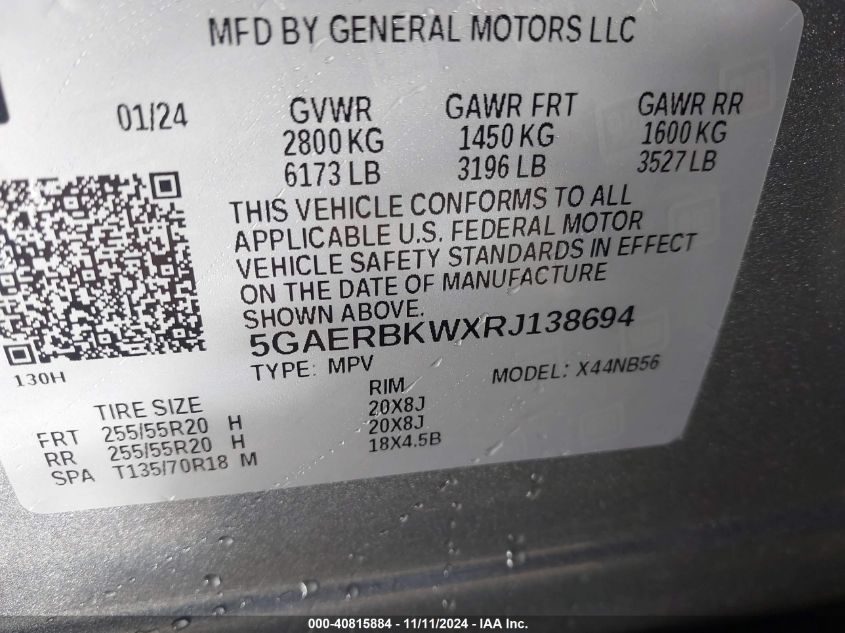 MFD BY GENERAL MOTORS LLC
01/24 GVWR GAWR FRT GAWR RR
2800 KG 1450 KG 1600 KG
6173 LB 3196 LB 3527 LB
THIS VEHICLE CONFORMS TO ALL
APPLICABLE U.S. FEDERAL MOTOR
VEHICLE SAFETY STANDARDS IN EFFECT
ON THE DATE OF MANUFACTURE
SHOWN ABOVE.
5GAERBKWXRJ138694
130H TYPE: MPV MODEL: X44NB56
TIRE SIZE RIM
FRT 255/55R20 H 20X8J
RR 255/55R20 H 20X8J
SPA T135/70R18 M 18X4.5B
000-40815884 - 11/11/2024 - IAA Inc.